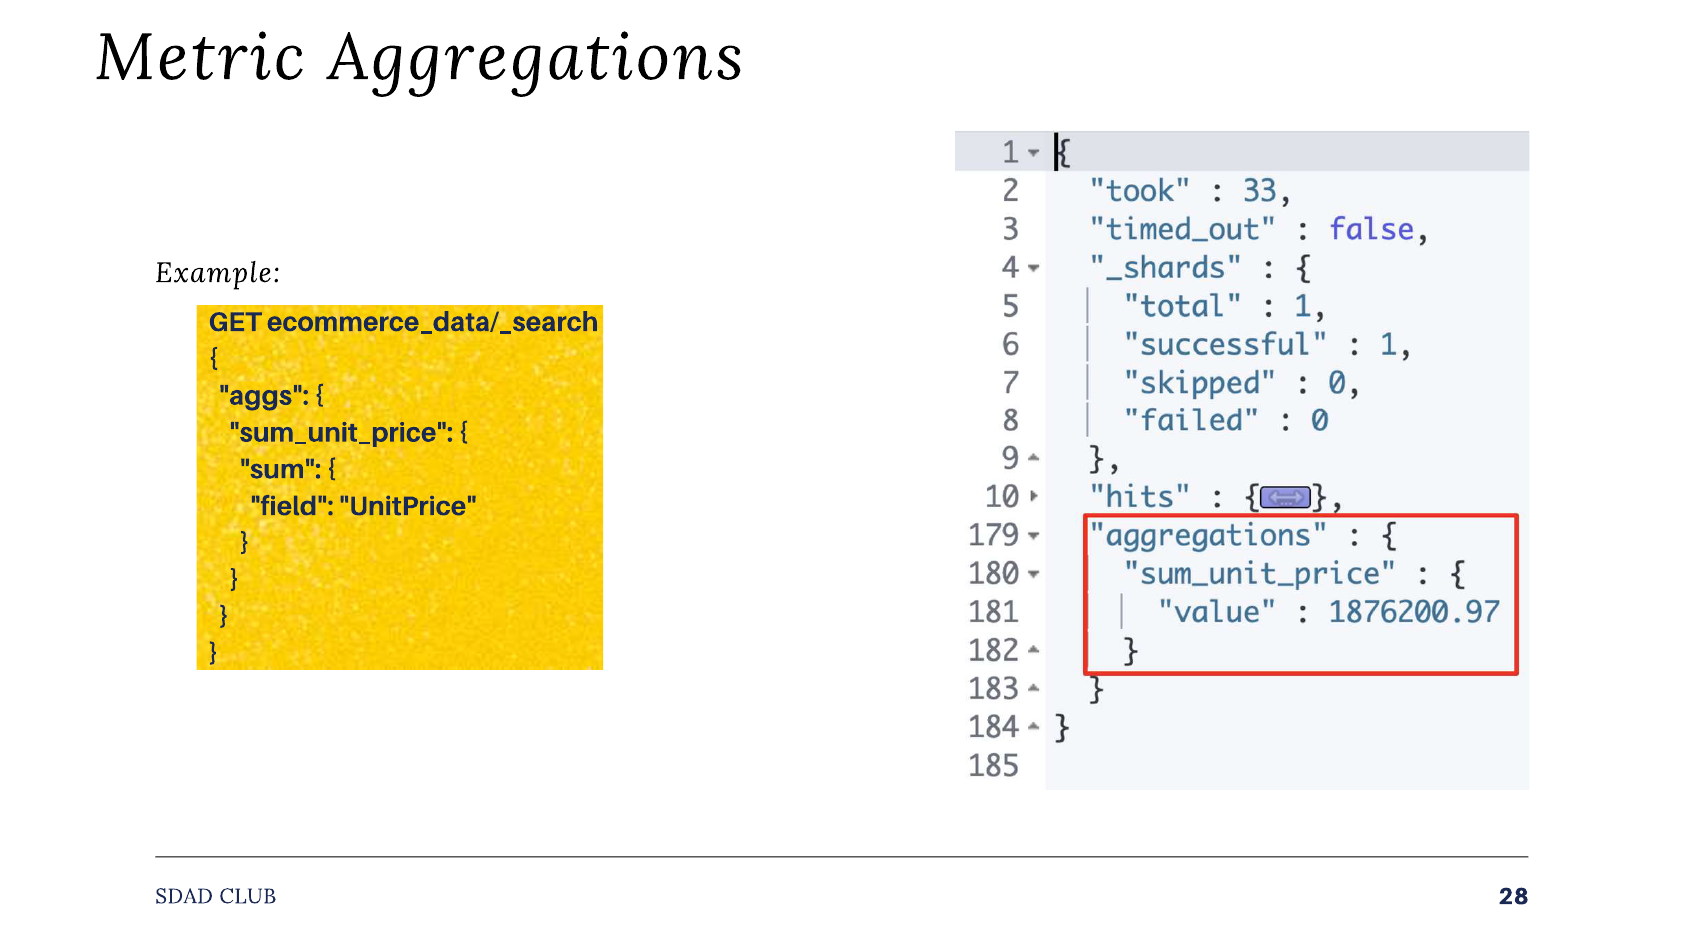 Metric Aggregations
Example:
GET ecommerce_data/_search
{
"aggs": {
"sum_unit_price": {
"sum": {
"field": "UnitPrice"
}
}
}
}
1 {
2 "took" : 33,
3 "timed_out" : false,
4 "_shards" : {
5 "total" : 1,
6 "successful" : 1,
7 "skipped" : 0,
8 "failed" : 0
9 },
10 "hits" : {},
179 "aggregations" : {
180 "sum_unit_price" : {
181 "value" : 1876200.97
182 }
183 }
184 }
185
SDAD CLUB
28